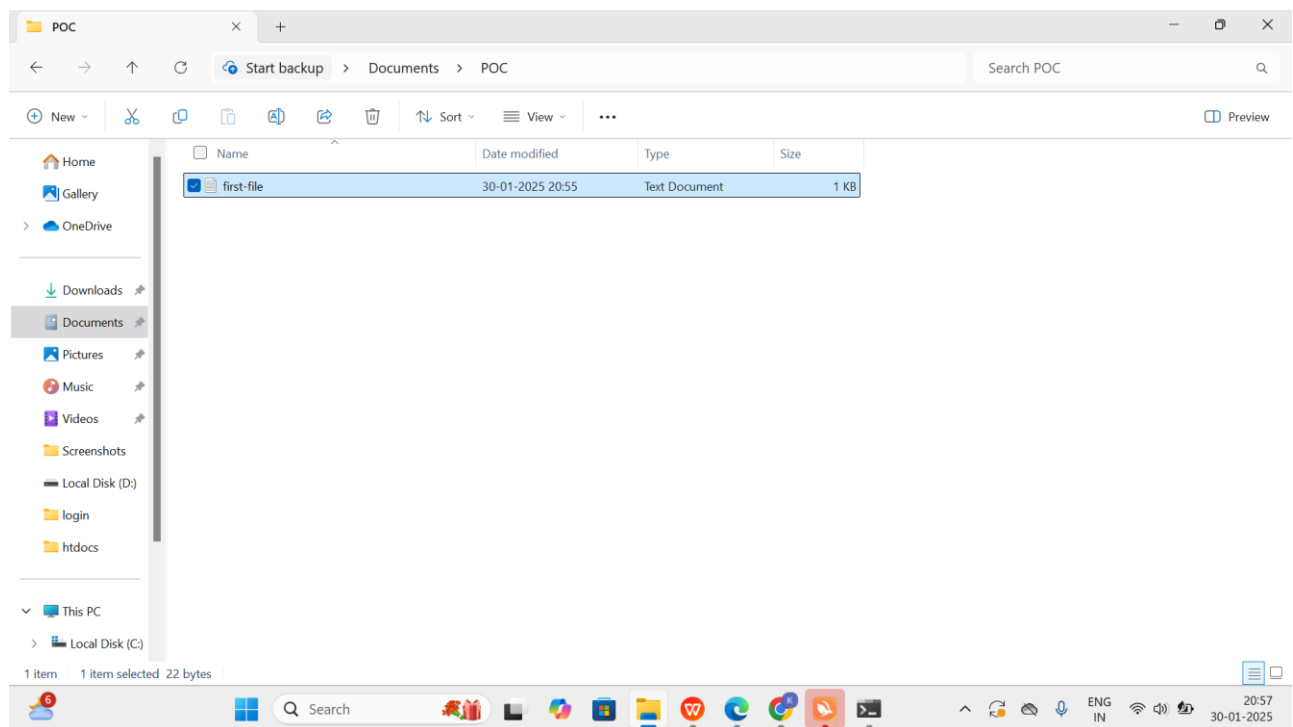 POC
Start backup > Documents > POC
Search POC
New
Sort
View
Preview
Name Date modified Type Size
first-file 30-01-2025 20:55 Text Document 1 KB
Home
Gallery
OneDrive
Downloads
Documents
Pictures
Music
Videos
Screenshots
Local Disk (D:)
login
htdocs
This PC
Local Disk (C:)
1 item 1 item selected 22 bytes
6
Search
W
K
ENG
IN
20:57
30-01-2025